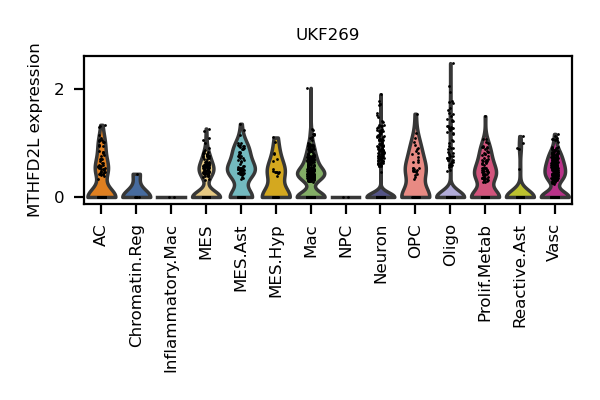 UKF269
MTHFD2L expression
2
0
AC
Chromatin.Reg
Inflammatory.Mac
MES
MES.Ast
MES.Hyp
Mac
NPC
Neuron
OPC
Oligo
Prolif.Metab
Reactive.Ast
Vasc